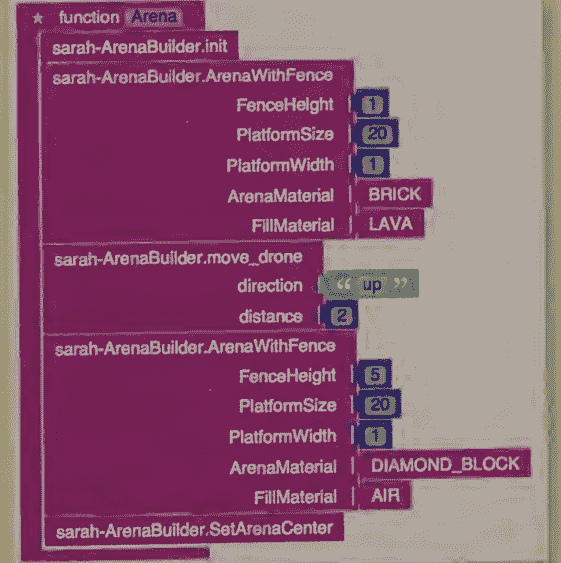 function Arena
sarah-ArenaBuilder.init
sarah-ArenaBuilder.ArenaWithFence
FenceHeight 1
PlatformSize 20
PlatformWidth 1
ArenaMaterial BRICK
FillMaterial LAVA
sarah-ArenaBuilder.move_drone
direction “ up ”
distance 2
sarah-ArenaBuilder.ArenaWithFence
FenceHeight 5
PlatformSize 20
PlatformWidth 1
ArenaMaterial DIAMOND_BLOCK
FillMaterial AIR
sarah-ArenaBuilder.SetArenaCenter